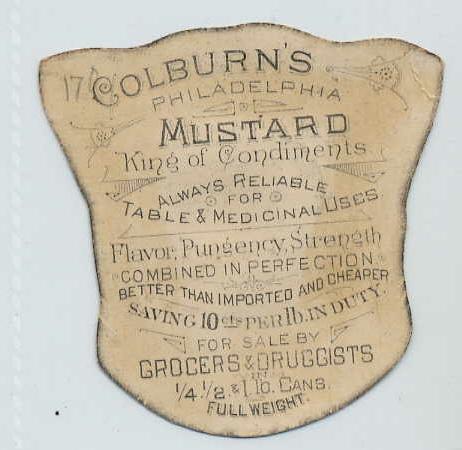 17
COLBURN'S
PHILADELPHIA
MUSTARD
King of Condiments
ALWAYS RELIABLE
FOR
TABLE & MEDICINAL USES
Flavor, Pungency, Strength
COMBINED IN PERFECTION
BETTER THAN IMPORTED AND CHEAPER
SAVING 10 cts PER lb. IN DUTY.
FOR SALE BY
GROCERS & DRUGGISTS
IN
1/4. 1/2. & 1 lb. CANS.
FULL WEIGHT.